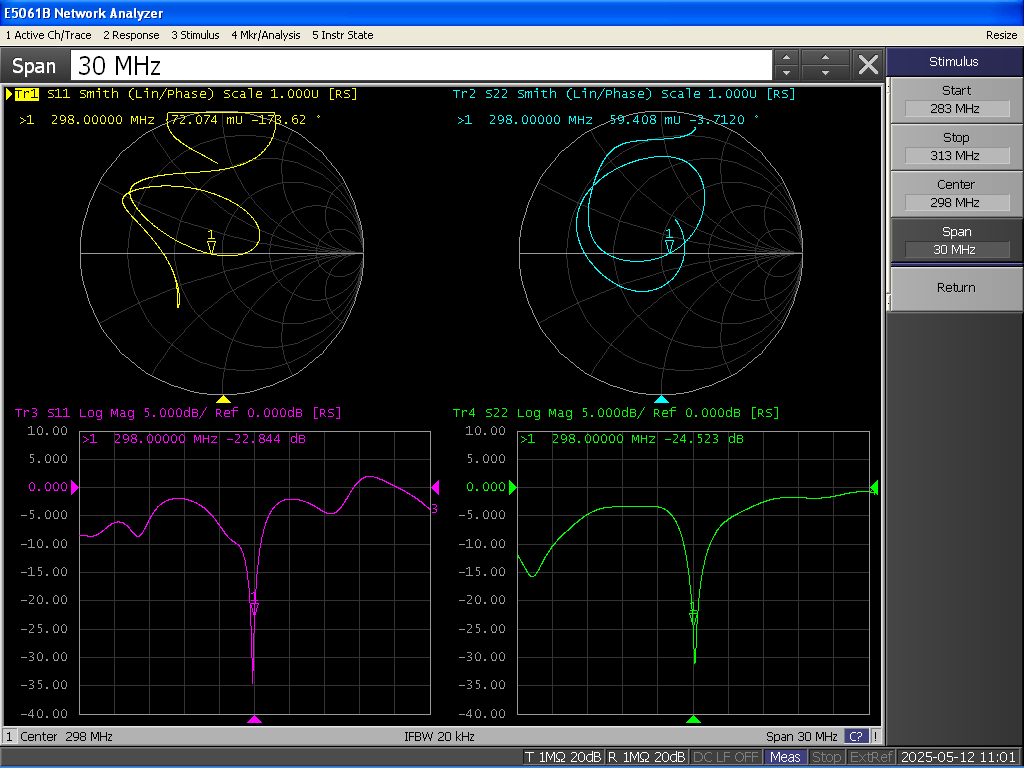 E5061B Network Analyzer
1 Active Ch/Trace 2 Response 3 Stimulus 4 Mkr/Analysis 5 Instr State Resize
Span 30 MHz
Stimulus
Start
283 MHz
Stop
313 MHz
Center
298 MHz
Span
30 MHz
Return
Tr1 S11 Smith (Lin/Phase) Scale 1.000U [RS]
>1 298.00000 MHz 72.074 mU -173.62 °
1
Tr2 S22 Smith (Lin/Phase) Scale 1.000U [RS]
>1 298.00000 MHz 59.408 mU -3.7120 °
1
Tr3 S11 Log Mag 5.000dB/ Ref 0.000dB [RS]
>1 298.00000 MHz -22.844 dB
10.00
5.000
0.000
-5.000
-10.00
-15.00
-20.00
-25.00
-30.00
-35.00
-40.00
3
1
Tr4 S22 Log Mag 5.000dB/ Ref 0.000dB [RS]
>1 298.00000 MHz -24.523 dB
10.00
5.000
0.000
-5.000
-10.00
-15.00
-20.00
-25.00
-30.00
-35.00
-40.00
1
1 Center 298 MHz IFBW 20 kHz Span 30 MHz C? !
T 1MΩ 20dB R 1MΩ 20dB DC LF OFF Meas Stop ExtRef 2025-05-12 11:01